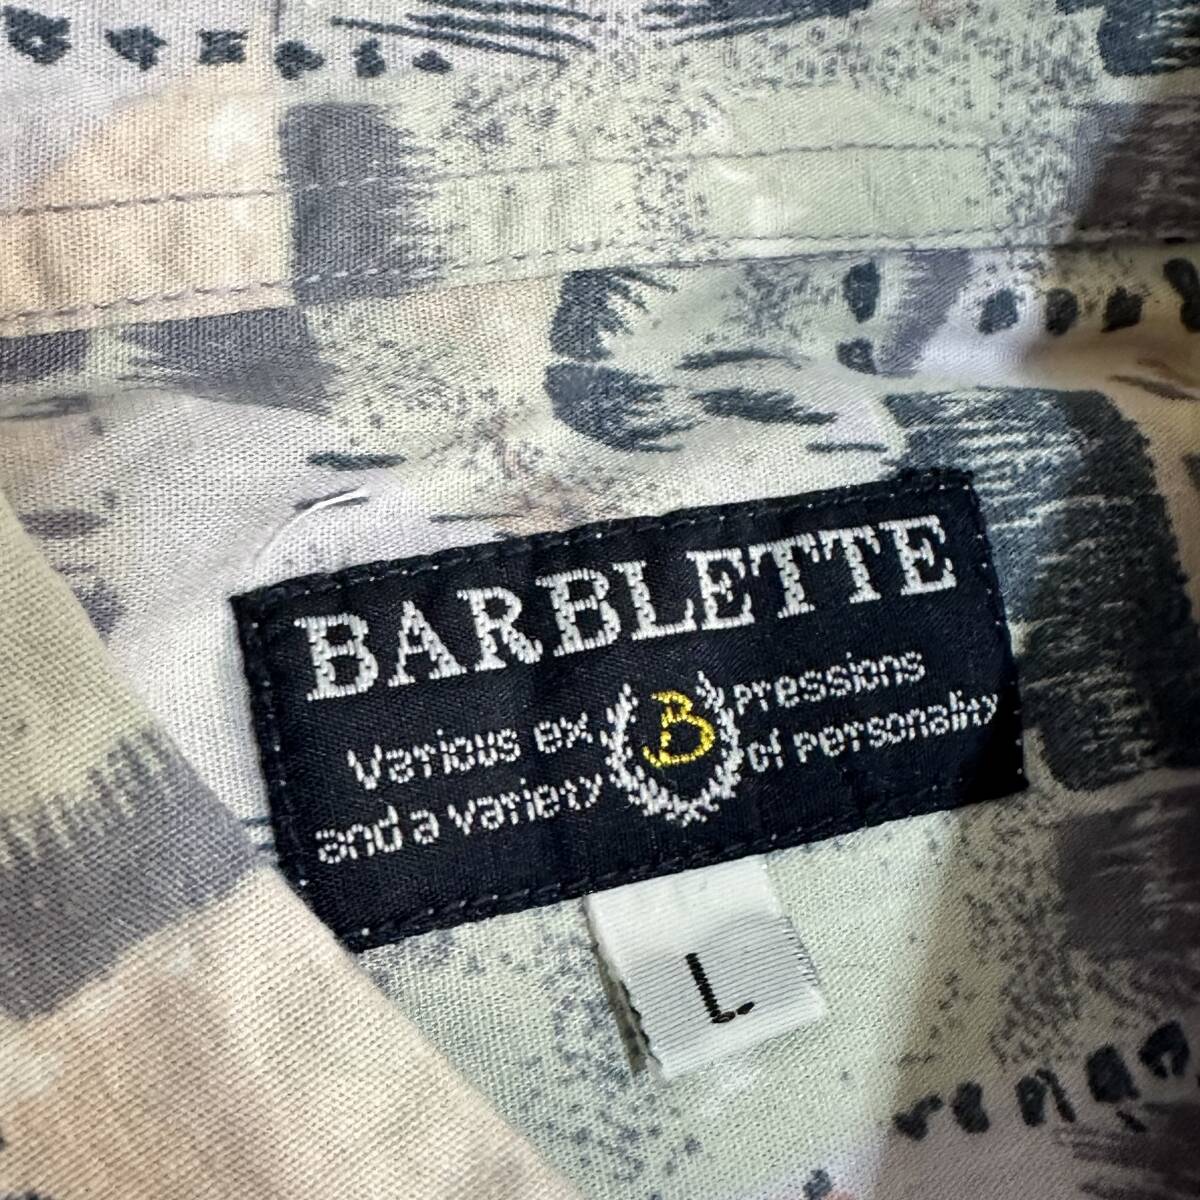 BARBLETTE
Various ex B pressions
and a variety of personality
L